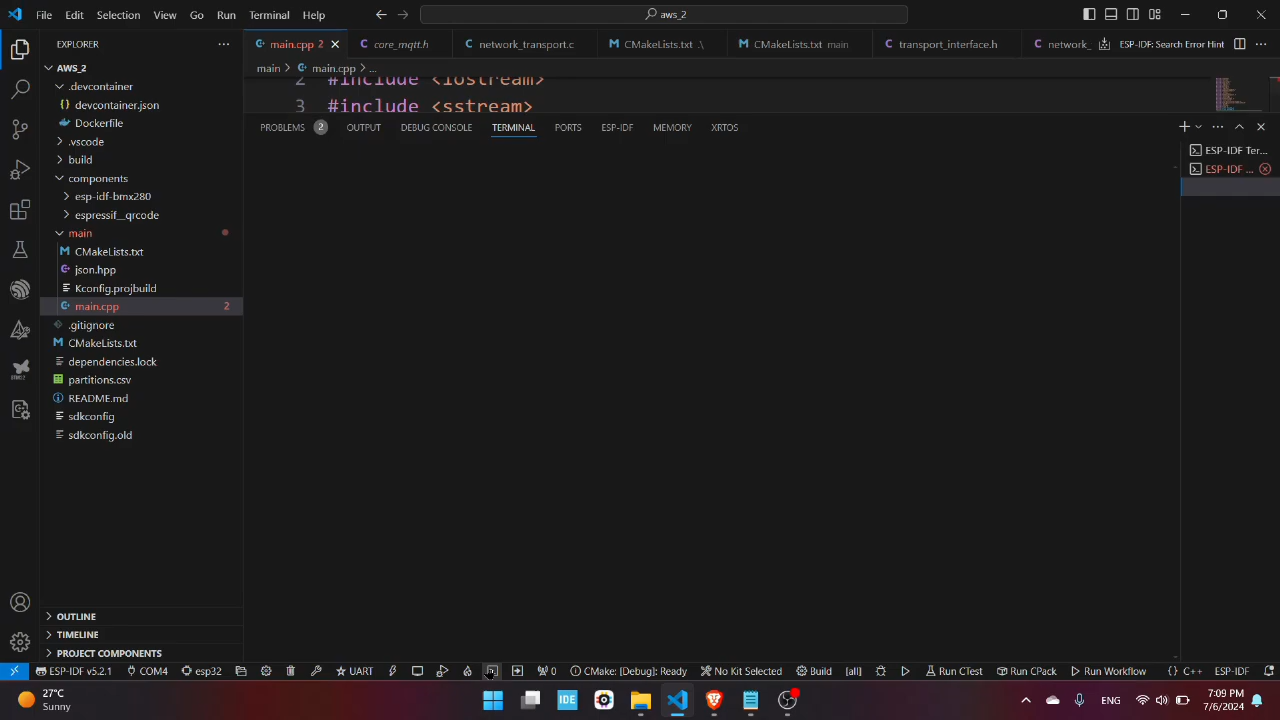 File Edit Selection View Go Run Terminal Help
aws_2
EXPLORER
main.cpp 2
core_mqtt.h
network_transport.c
CMakeLists.txt .\
CMakeLists.txt main
transport_interface.h
network_
ESP-IDF: Search Error Hint
AWS_2
main > main.cpp > ...
.devcontainer
2 #include <iostream>
devcontainer.json
3 #include <sstream>
Dockerfile
PROBLEMS 2 OUTPUT DEBUG CONSOLE TERMINAL PORTS ESP-IDF MEMORY XRTOS
.vscode
ESP-IDF Ter...
build
ESP-IDF ...
components
esp-idf-bmx280
espressif__qrcode
main
CMakeLists.txt
json.hpp
Kconfig.projbuild
main.cpp 2
.gitignore
CMakeLists.txt
dependencies.lock
partitions.csv
README.md
sdkconfig
sdkconfig.old
OUTLINE
TIMELINE
PROJECT COMPONENTS
ESP-IDF v5.2.1 COM4 esp32 UART 0 CMake: [Debug]: Ready No Kit Selected Build [all] Run CTest Run CPack Run Workflow {} C++ ESP-IDF
27°C
Sunny
IDE
ENG
7:09 PM
7/6/2024